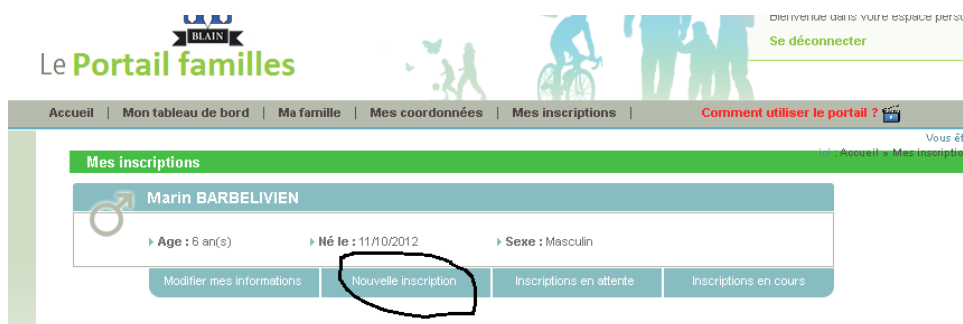 Bienvenue dans votre espace pers
BLAIN
Se déconnecter
Le Portail familles
Accueil | Mon tableau de bord | Ma famille | Mes coordonnées | Mes inscriptions | Comment utiliser le portail ?
Vous êt
ici : Accueil » Mes inscriptio
Mes inscriptions
Marin BARBELIVIEN
Age : 6 an(s) Né le : 11/10/2012 Sexe : Masculin
Modifier mes informations Nouvelle inscription Inscriptions en attente Inscriptions en cours